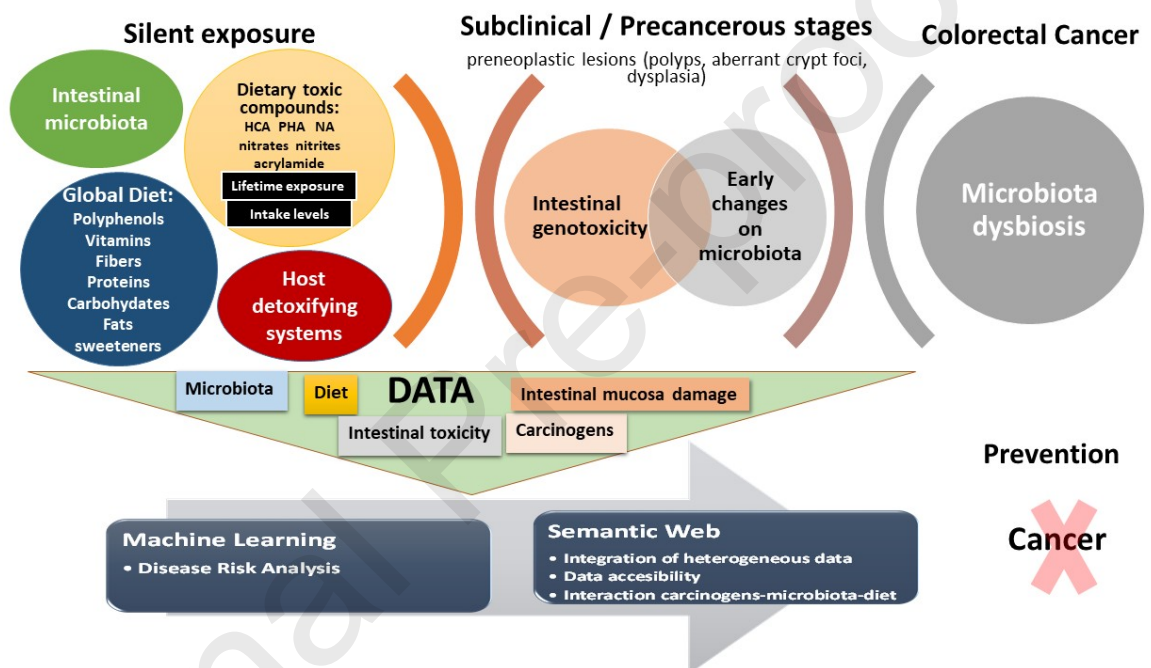 Silent exposure
Intestinal
microbiota
Dietary toxic
compounds:
HCA PHA NA
nitrates nitrites
acrylamide
Lifetime exposure
Intake levels
Global Diet:
Polyphenols
Vitamins
Fibers
Proteins
Carbohydates
Fats
sweeteners
Host
detoxifying
systems
Subclinical / Precancerous stages
preneoplastic lesions (polyps, aberrant crypt foci,
dysplasia)
Intestinal
genotoxicity
Early
changes
on
microbiota
Colorectal Cancer
Microbiota
dysbiosis
Microbiota
Diet
DATA
Intestinal mucosa damage
Intestinal toxicity
Carcinogens
Machine Learning
• Disease Risk Analysis
Semantic Web
• Integration of heterogeneous data
• Data accesibility
• Interaction carcinogens-microbiota-diet
Prevention
Cancer
nal Pre-proo